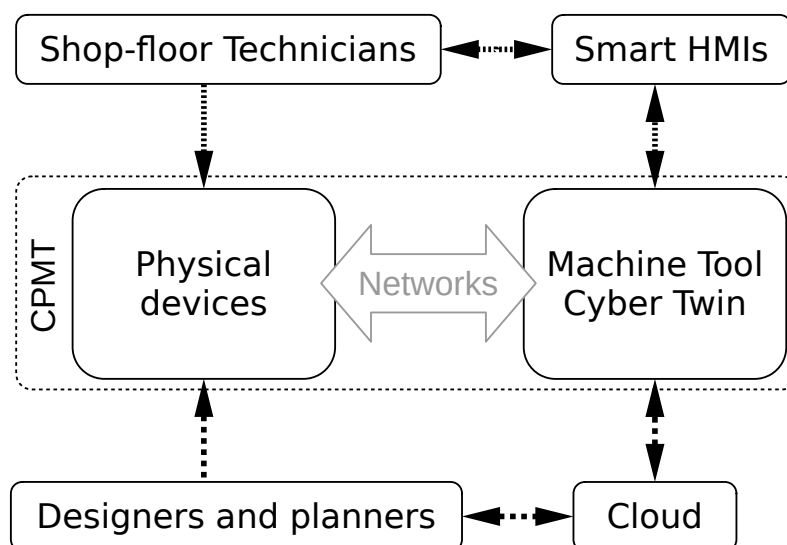 Shop-floor Technicians
Smart HMIs
CPMT
Physical
devices
Networks
Machine Tool
Cyber Twin
Designers and planners
Cloud